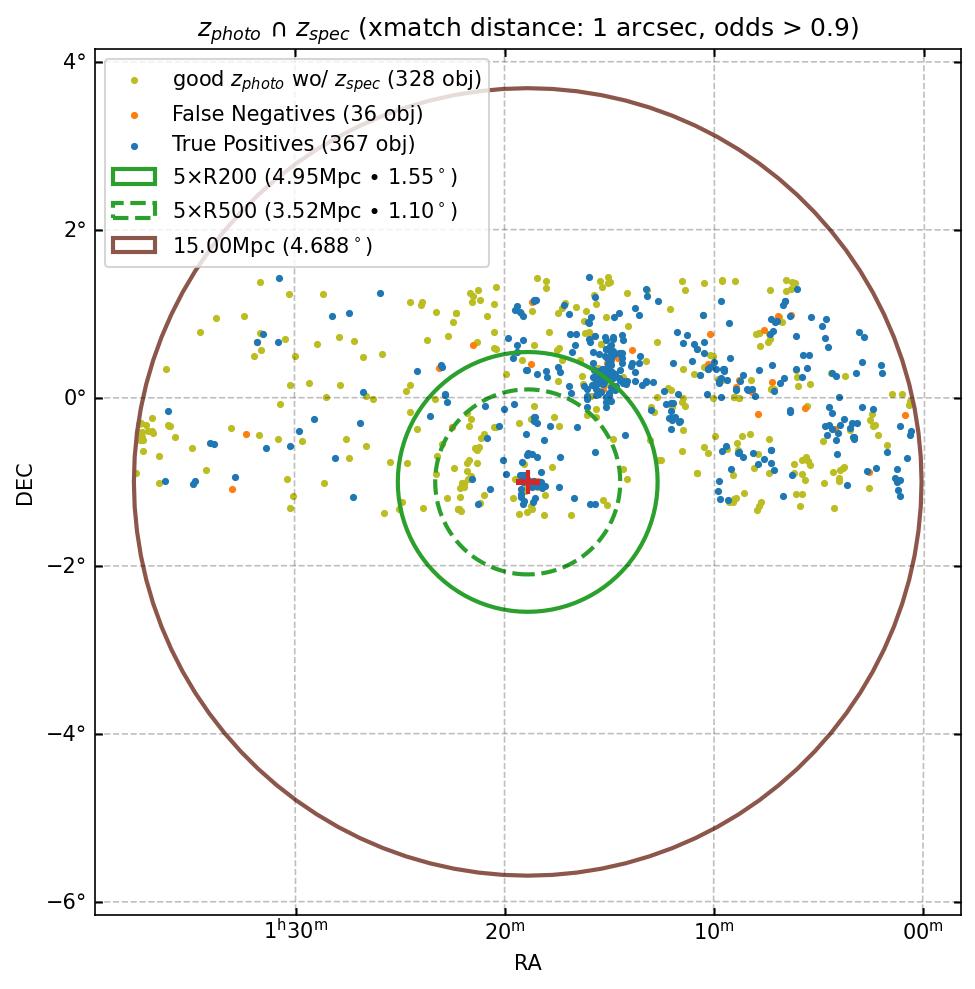 z_photo ∩ z_spec (xmatch distance: 1 arcsec, odds > 0.9)
good z_photo wo/ z_spec (328 obj)
False Negatives (36 obj)
True Positives (367 obj)
5×R200 (4.95Mpc • 1.55°)
5×R500 (3.52Mpc • 1.10°)
15.00Mpc (4.688°)
4°
2°
0°
−2°
−4°
−6°
DEC
1ʰ30ᵐ 20ᵐ 10ᵐ 00ᵐ
RA